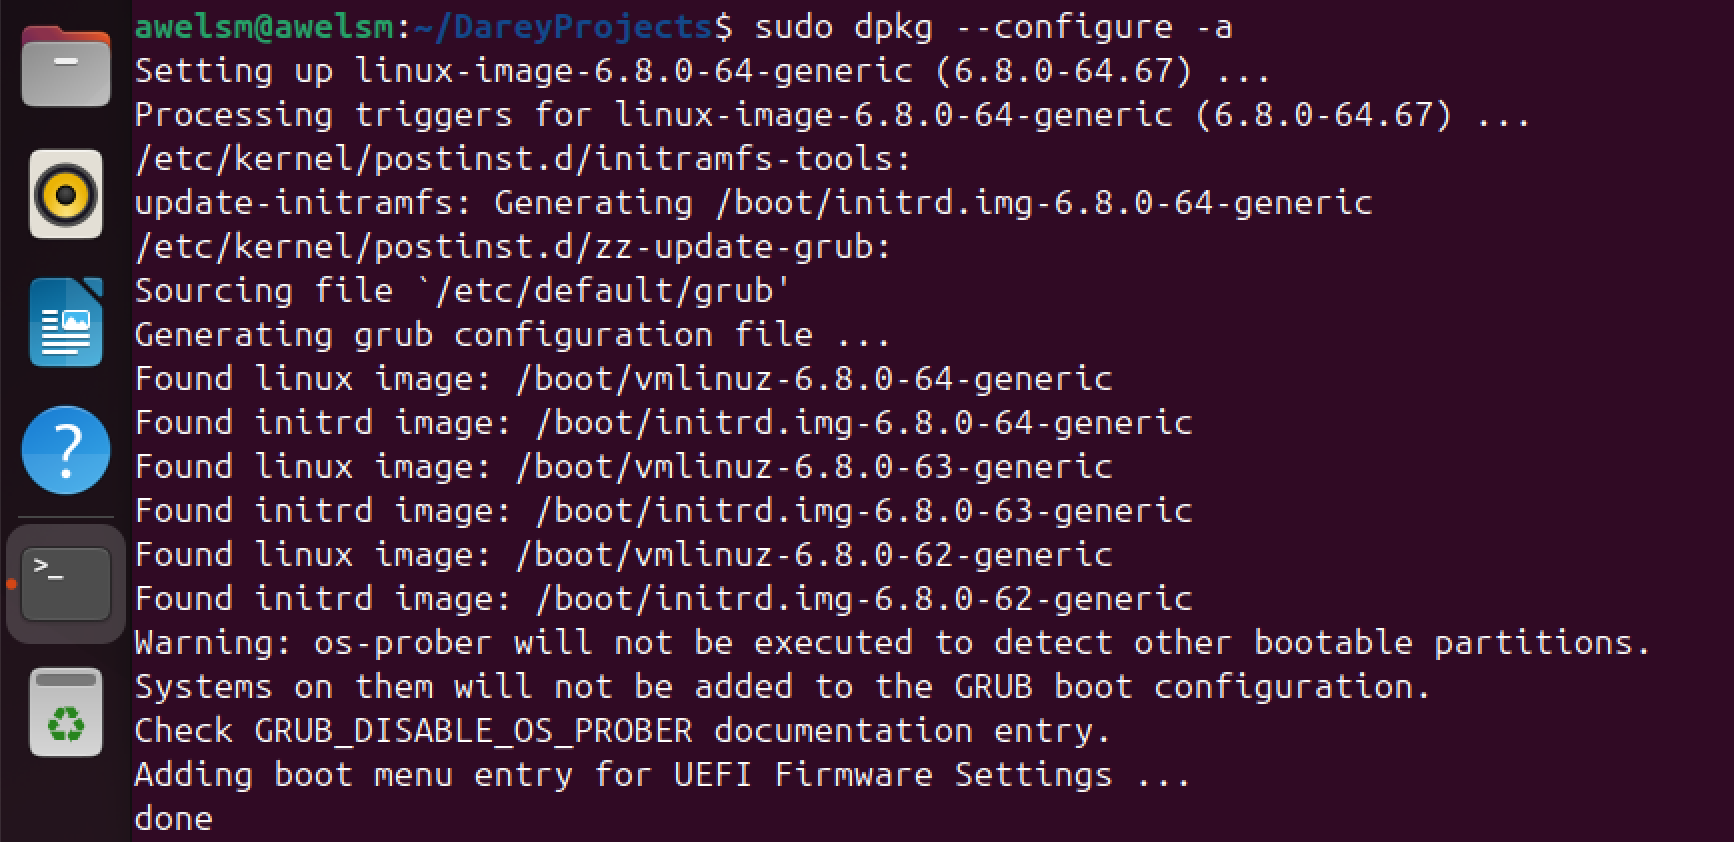 awelsm@awelsm:~/DareyProjects$ sudo dpkg --configure -a
Setting up linux-image-6.8.0-64-generic (6.8.0-64.67) ...
Processing triggers for linux-image-6.8.0-64-generic (6.8.0-64.67) ...
/etc/kernel/postinst.d/initramfs-tools:
update-initramfs: Generating /boot/initrd.img-6.8.0-64-generic
/etc/kernel/postinst.d/zz-update-grub:
Sourcing file `/etc/default/grub'
Generating grub configuration file ...
Found linux image: /boot/vmlinuz-6.8.0-64-generic
Found initrd image: /boot/initrd.img-6.8.0-64-generic
Found linux image: /boot/vmlinuz-6.8.0-63-generic
Found initrd image: /boot/initrd.img-6.8.0-63-generic
Found linux image: /boot/vmlinuz-6.8.0-62-generic
Found initrd image: /boot/initrd.img-6.8.0-62-generic
Warning: os-prober will not be executed to detect other bootable partitions.
Systems on them will not be added to the GRUB boot configuration.
Check GRUB_DISABLE_OS_PROBER documentation entry.
Adding boot menu entry for UEFI Firmware Settings ...
done